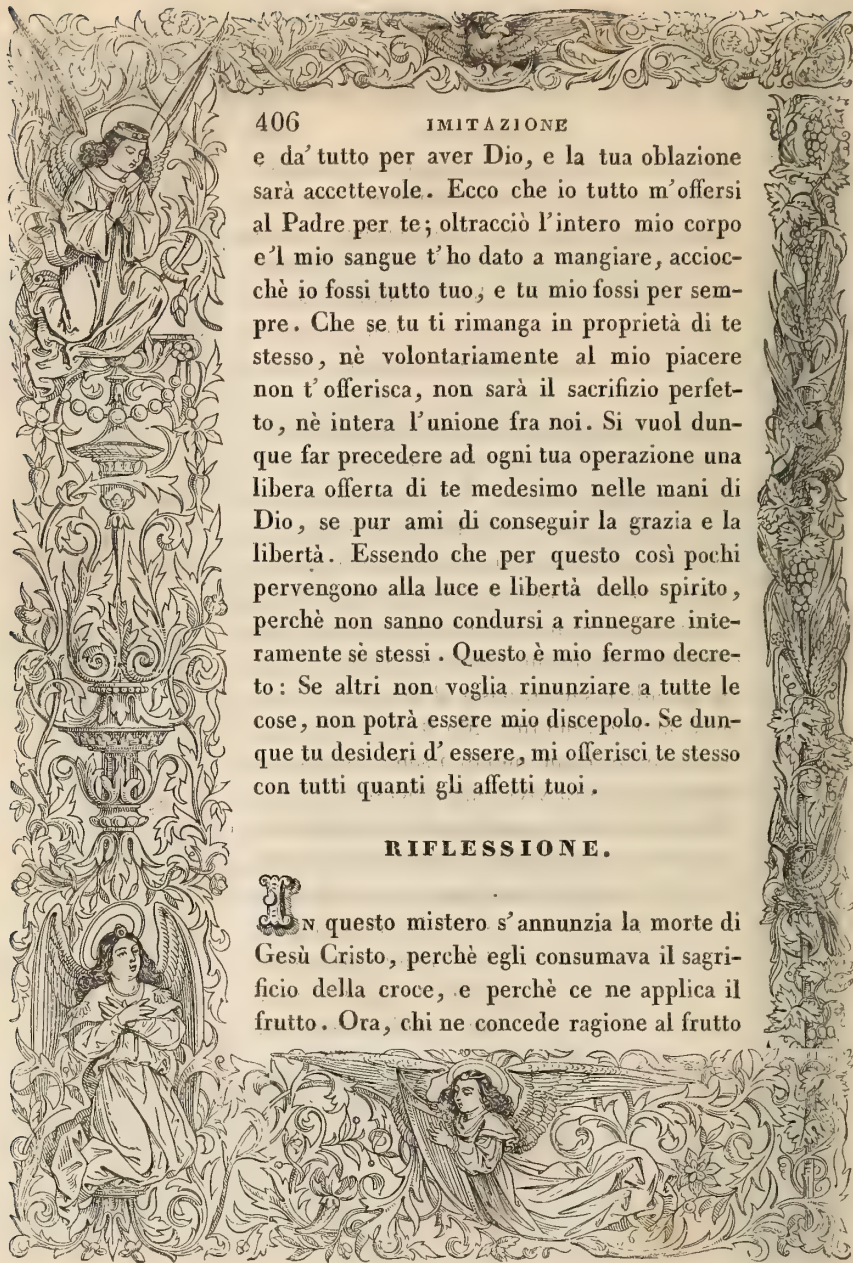 406 IMITAZIONE
e da' tutto per aver Dio, e la tua oblazione
sarà accettevole. Ecco che io tutto m'offersi
al Padre per te; oltracciò l'intero mio corpo
e'l mio sangue t'ho dato a mangiare, accioc-
chè io fossi tutto tuo, e tu mio fossi per sem-
pre. Che se tu ti rimanga in proprietà di te
stesso, nè volontariamente al mio piacere
non t'offerisca, non sarà il sacrifizio perfet-
to, nè intera l'unione fra noi. Si vuol dun-
que far precedere ad ogni tua operazione una
libera offerta di te medesimo nelle mani di
Dio, se pur ami di conseguir la grazia e la
libertà. Essendo che per questo così pochi
pervengono alla luce e libertà dello spirito,
perchè non sanno condursi a rinnegare inte-
ramente sè stessi. Questo è mio fermo decre-
to: Se altri non voglia rinunziare a tutte le
cose, non potrà essere mio discepolo. Se dun-
que tu desideri d'essere, mi offerisci te stesso
con tutti quanti gli affetti tuoi.
RIFLESSIONE.
In questo mistero s'annunzia la morte di
Gesù Cristo, perchè egli consumava il sagri-
ficio della croce, e perchè ce ne applica il
frutto. Ora, chi ne concede ragione al frutto